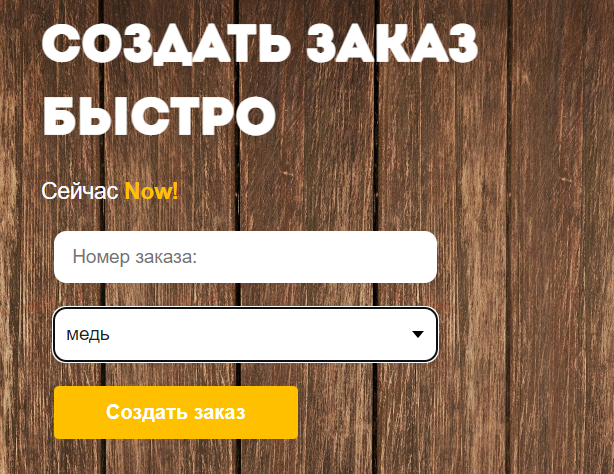 СОЗДАТЬ ЗАКАЗ
БЫСТРО
Сейчас Now!
Номер заказа:
медь
Создать заказ